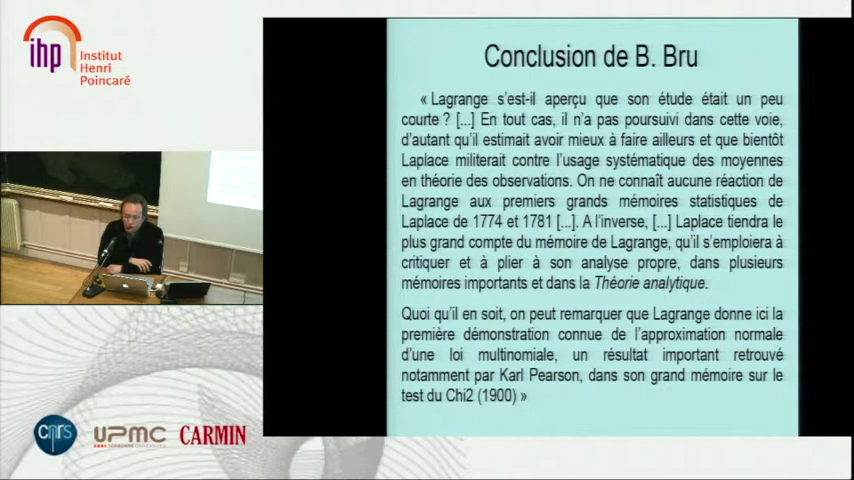 ihp
Institut
Henri
Poincaré
Conclusion de B. Bru
« Lagrange s'est-il aperçu que son étude était un peu
courte ? [...] En tout cas, il n'a pas poursuivi dans cette voie,
d'autant qu'il estimait avoir mieux à faire ailleurs et que bientôt
Laplace militerait contre l'usage systématique des moyennes
en théorie des observations. On ne connaît aucune réaction de
Lagrange aux premiers grands mémoires statistiques de
Laplace de 1774 et 1781 [...]. A l'inverse, [...] Laplace tiendra le
plus grand compte du mémoire de Lagrange, qu'il s'emploiera à
critiquer et à plier à son analyse propre, dans plusieurs
mémoires importants et dans la Théorie analytique.
Quoi qu'il en soit, on peut remarquer que Lagrange donne ici la
première démonstration connue de l'approximation normale
d'une loi multinomiale, un résultat important retrouvé
notamment par Karl Pearson, dans son grand mémoire sur le
test du Chi2 (1900) »
cnrs
UPMC
CARMIN